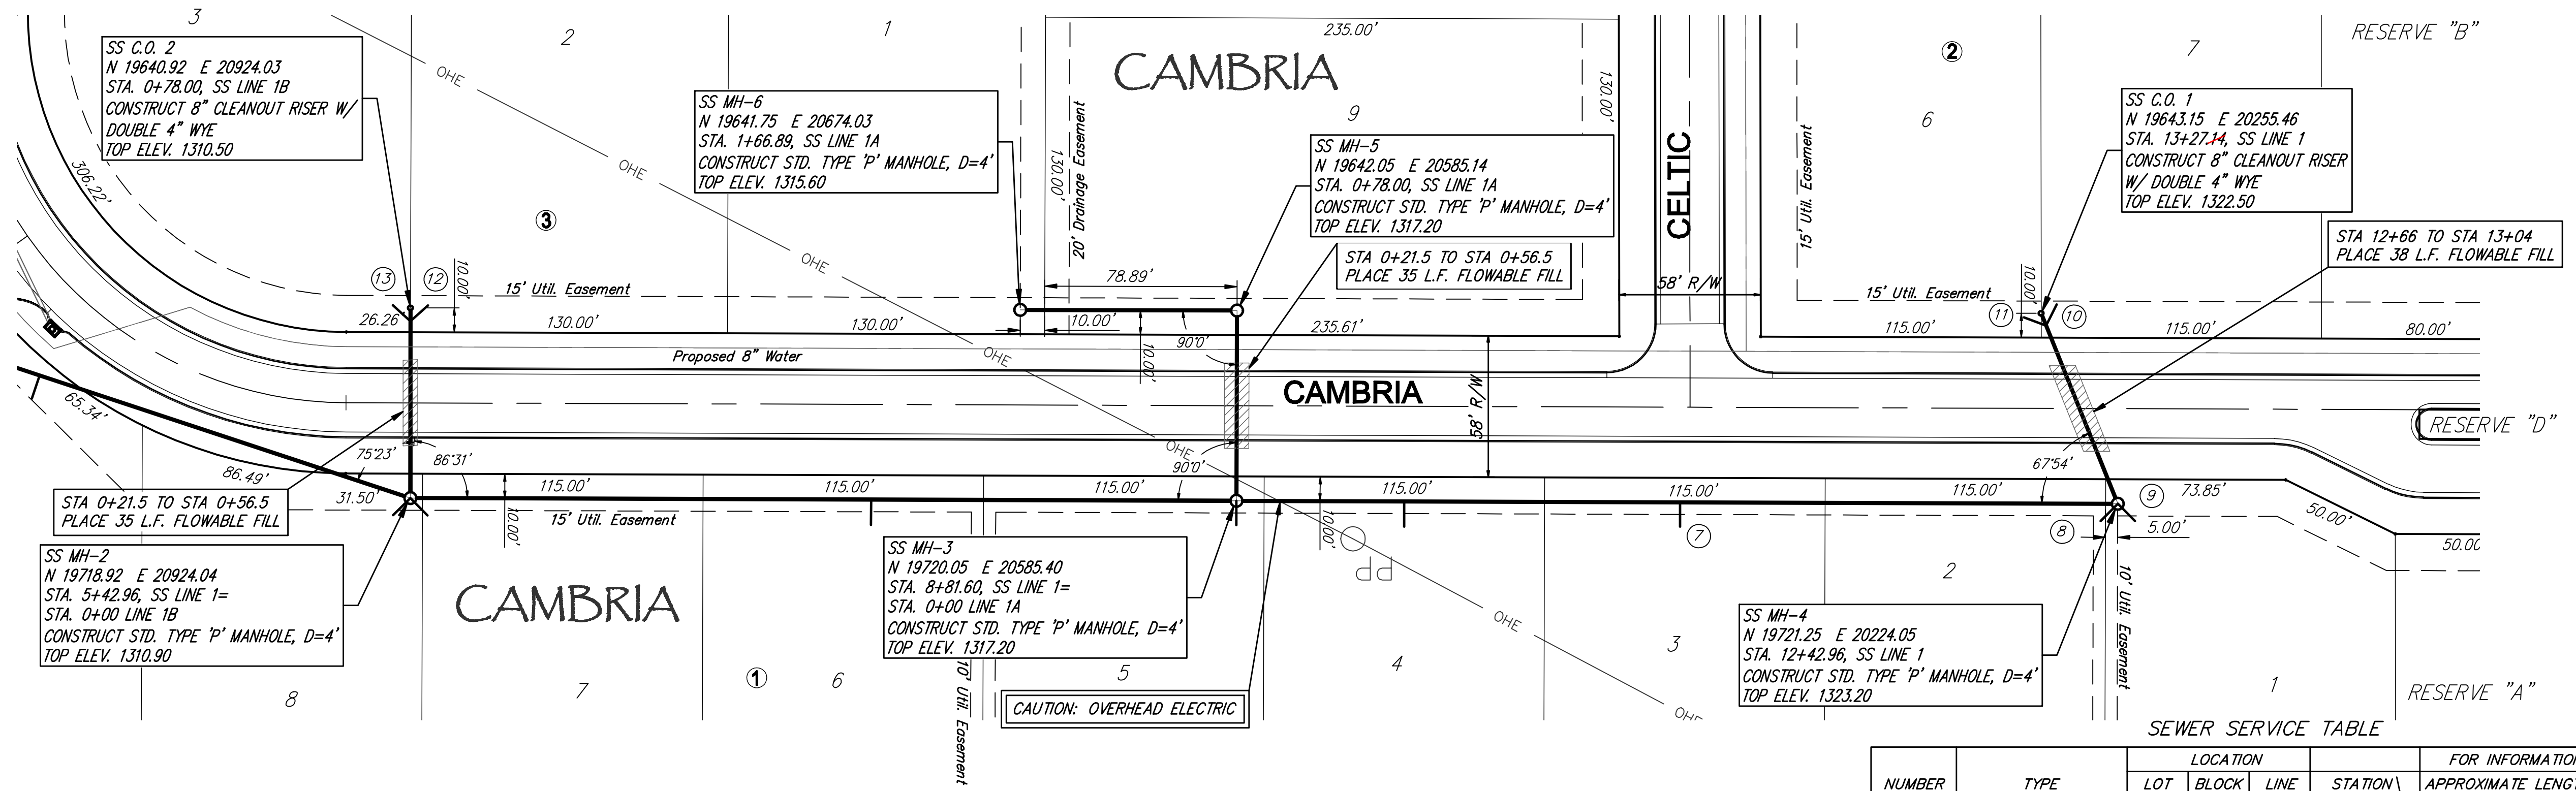 3
2
1
235.00'
CAMBRIA
9
130.00'
2
7
RESERVE "B"
6
SS C.O. 2
N 19640.92 E 20924.03
STA. 0+78.00, SS LINE 1B
CONSTRUCT 8" CLEANOUT RISER W/
DOUBLE 4" WYE
TOP ELEV. 1310.50
OHE
SS MH-6
N 19641.75 E 20674.03
STA. 1+66.89, SS LINE 1A
CONSTRUCT STD. TYPE 'P' MANHOLE, D=4'
TOP ELEV. 1315.60
OHE
20' Drainage Easement
130.00'
SS MH-5
N 19642.05 E 20585.14
STA. 0+78.00, SS LINE 1A
CONSTRUCT STD. TYPE 'P' MANHOLE, D=4'
TOP ELEV. 1317.20
STA 0+21.5 TO STA 0+56.5
PLACE 35 L.F. FLOWABLE FILL
CELTIC
15' Util. Easement
SS C.O. 1
N 19643.15 E 20255.46
STA. 13+27.14, SS LINE 1
CONSTRUCT 8" CLEANOUT RISER
W/ DOUBLE 4" WYE
TOP ELEV. 1322.50
STA 12+66 TO STA 13+04
PLACE 38 L.F. FLOWABLE FILL
306.22'
3
OHE
13
12
10.00'
15' Util. Easement
78.89'
58' R/W
15' Util. Easement
10.00'
11
10
26.26
130.00'
130.00'
10.00'
235.61'
115.00'
115.00'
80.00'
Proposed 8" Water
OHE
10.00'
90°0'
CAMBRIA
58' R/W
RESERVE "D"
65.34'
86.49'
75°23'
86°31'
OHE
90°0'
67°54'
31.50'
115.00'
115.00'
115.00'
115.00'
115.00'
115.00'
9
73.85'
50.00'
STA 0+21.5 TO STA 0+56.5
PLACE 35 L.F. FLOWABLE FILL
10.00'
15' Util. Easement
10.00'
7
8
5.00'
50.00
SS MH-2
N 19718.92 E 20924.04
STA. 5+42.96, SS LINE 1=
STA. 0+00 LINE 1B
CONSTRUCT STD. TYPE 'P' MANHOLE, D=4'
TOP ELEV. 1310.90
CAMBRIA
SS MH-3
N 19720.05 E 20585.40
STA. 8+81.60, SS LINE 1=
STA. 0+00 LINE 1A
CONSTRUCT STD. TYPE 'P' MANHOLE, D=4'
TOP ELEV. 1317.20
PP
OHE
2
10' Util. Easement
SS MH-4
N 19721.25 E 20224.05
STA. 12+42.96, SS LINE 1
CONSTRUCT STD. TYPE 'P' MANHOLE, D=4'
TOP ELEV. 1323.20
8
7
1
6
10' Util. Easement
5
4
3
OHE
1
RESERVE "A"
CAUTION: OVERHEAD ELECTRIC
SEWER SERVICE TABLE
LOCATION
FOR INFORMATION
NUMBER
TYPE
LOT
BLOCK
LINE
STATION
APPROXIMATE LENGT